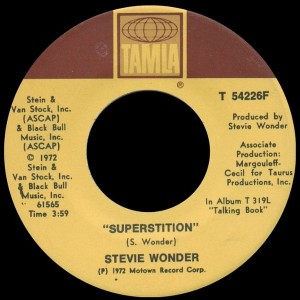 TAMLA
®
Stein &
Van Stock, Inc.
(ASCAP)
& Black Bull
Music, Inc.
(ASCAP)
© 1972
Stein &
Van Stock, Inc.
& Black Bull
Music, Inc.
61565
Time 3:59
T 54226F
Produced by
Stevie Wonder
Associate
Production:
Margouleff-
Cecil for Taurus
Productions, Inc.
In Album T 319L
"Talking Book"
"SUPERSTITION"
(S. Wonder)
STEVIE WONDER
(P) 1972 Motown Record Corp.